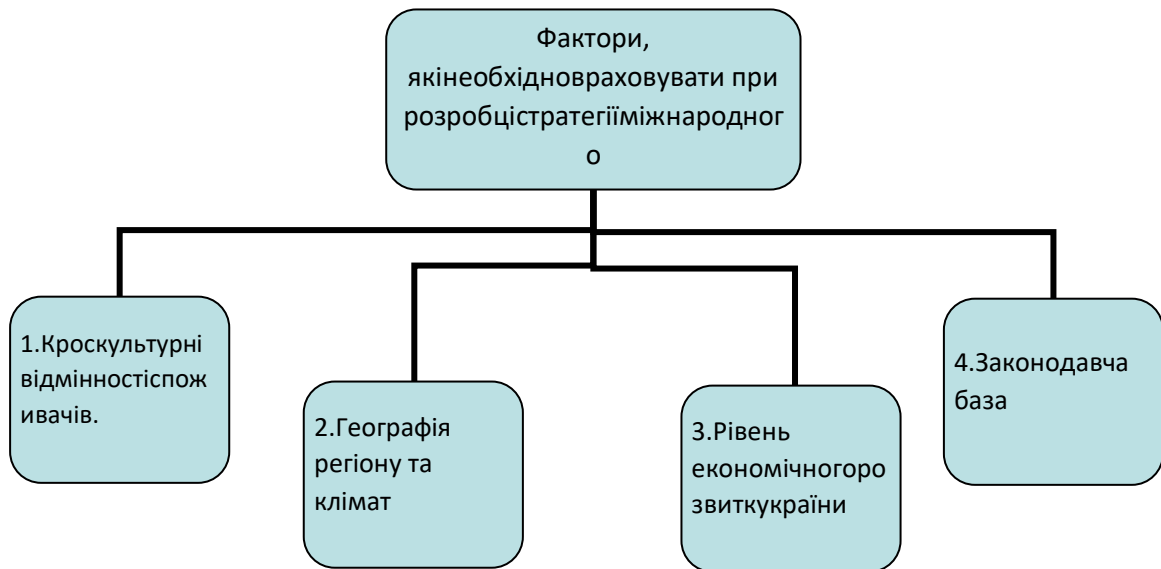 Фактори,
якінеобхідновраховувати при
розробцістратегіїміжнародног
о
1.Кроскультурні
відмінностіспож
ивачів.
2.Географія
регіону та
клімат
3.Рівень
економічногоро
звиткукраїни
4.Законодавча
база